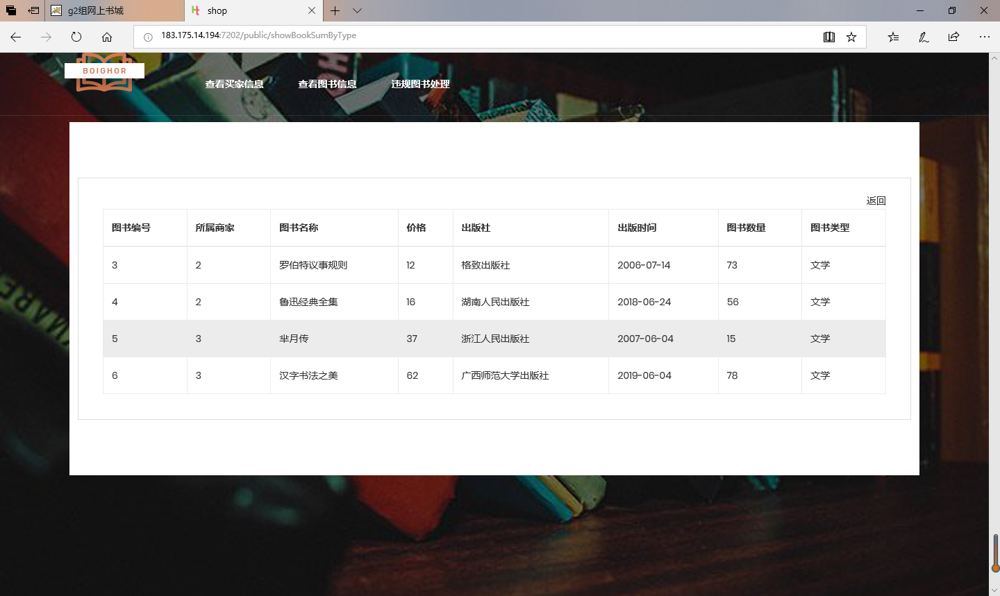 g2组网上书城
shop
183.175.14.194:7202/public/showBookSumByType
BOIGHOR
查看买家信息 查看图书信息 违规图书处理
返回
图书编号 所属商家 图书名称 价格 出版社 出版时间 图书数量 图书类型
3 2 罗伯特议事规则 12 格致出版社 2006-07-14 73 文学
4 2 鲁迅经典全集 16 湖南人民出版社 2018-06-24 56 文学
5 3 芈月传 37 浙江人民出版社 2007-06-04 15 文学
6 3 汉字书法之美 62 广西师范大学出版社 2019-06-04 78 文学